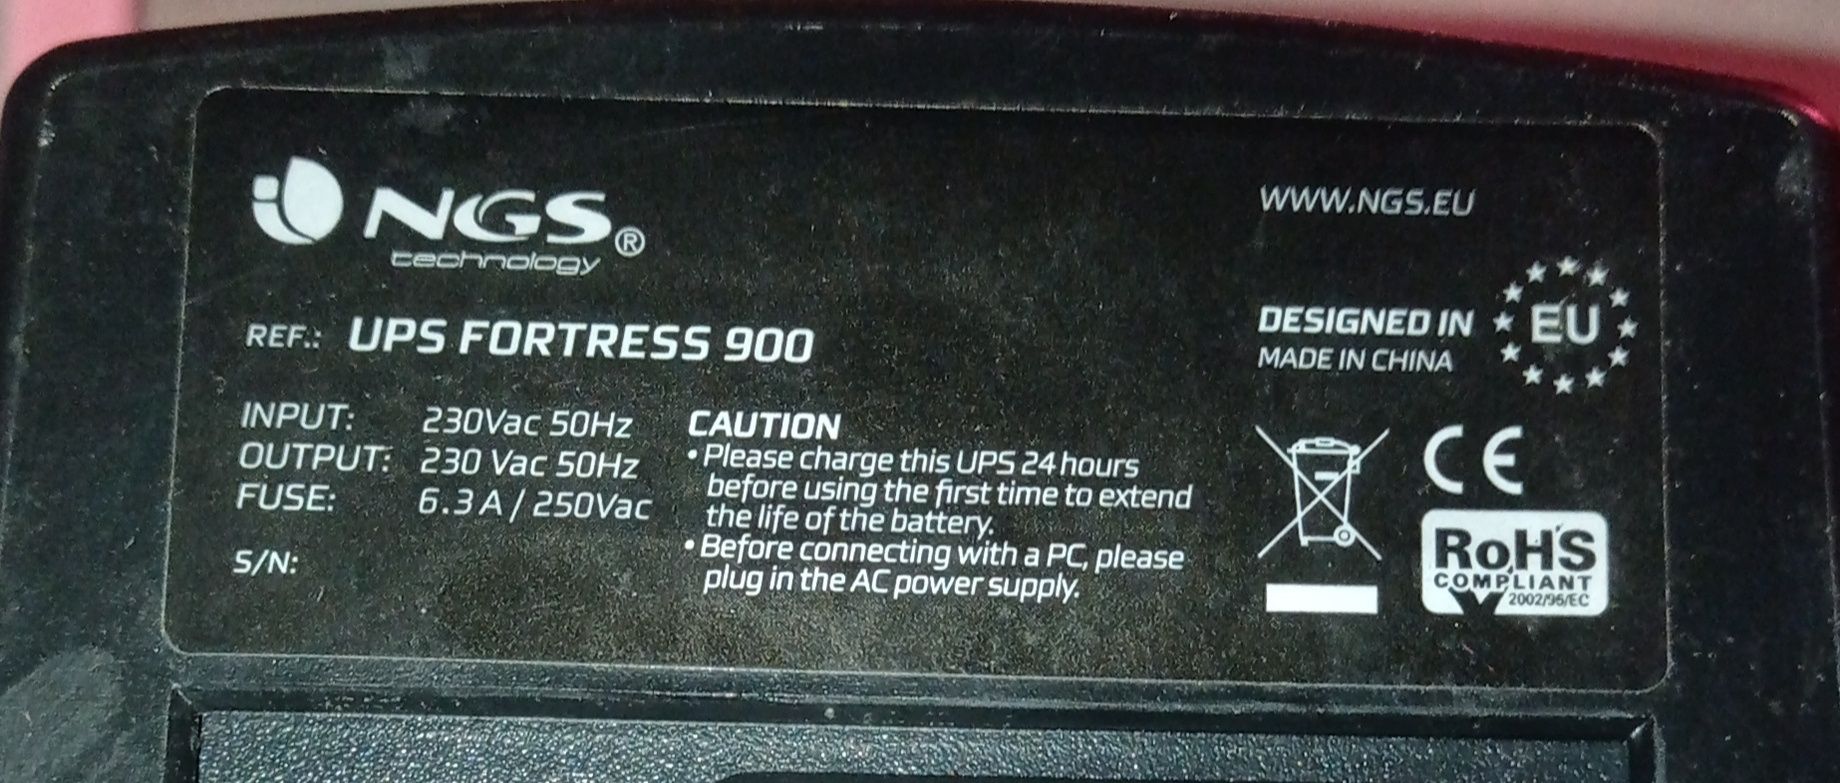 NGS®
technology
REF.: UPS FORTRESS 900
INPUT: 230Vac 50Hz
OUTPUT: 230 Vac 50Hz
FUSE: 6.3 A / 250Vac
S/N:
CAUTION
• Please charge this UPS 24 hours
before using the first time to extend
the life of the battery.
• Before connecting with a PC, please
plug in the AC power supply.
WWW.NGS.EU
DESIGNED IN EU
MADE IN CHINA
CE
RoHS
COMPLIANT
2002/95/EC